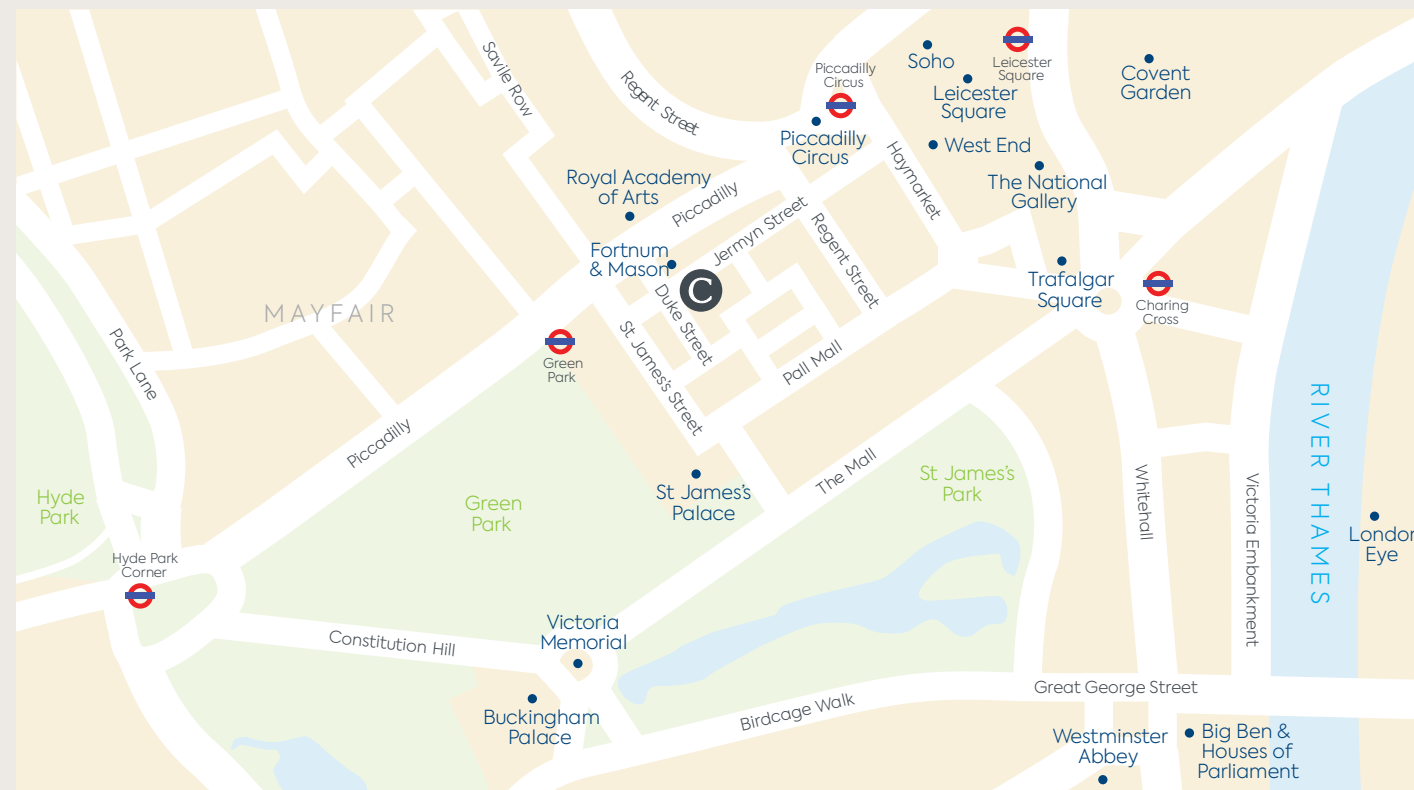 Savile Row
Regent Street
Piccadilly
Circus
Soho
Leicester
Square
Leicester
Square
Covent
Garden
Piccadilly
Circus
West End
Haymarket
The National
Gallery
Royal Academy
of Arts
Piccadilly
Jermyn Street
Regent Street
Fortnum
& Mason
C
Duke Street
Trafalgar
Square
Charing
Cross
MAYFAIR
Park Lane
Green
Park
St James's Street
Pall Mall
Piccadilly
The Mall
St James's
Park
RIVER THAMES
Hyde
Park
Green
Park
St James's
Palace
Whitehall
Victoria Embankment
London
Eye
Hyde Park
Corner
Constitution Hill
Victoria
Memorial
Buckingham
Palace
Birdcage Walk
Great George Street
Westminster
Abbey
Big Ben &
Houses of
Parliament